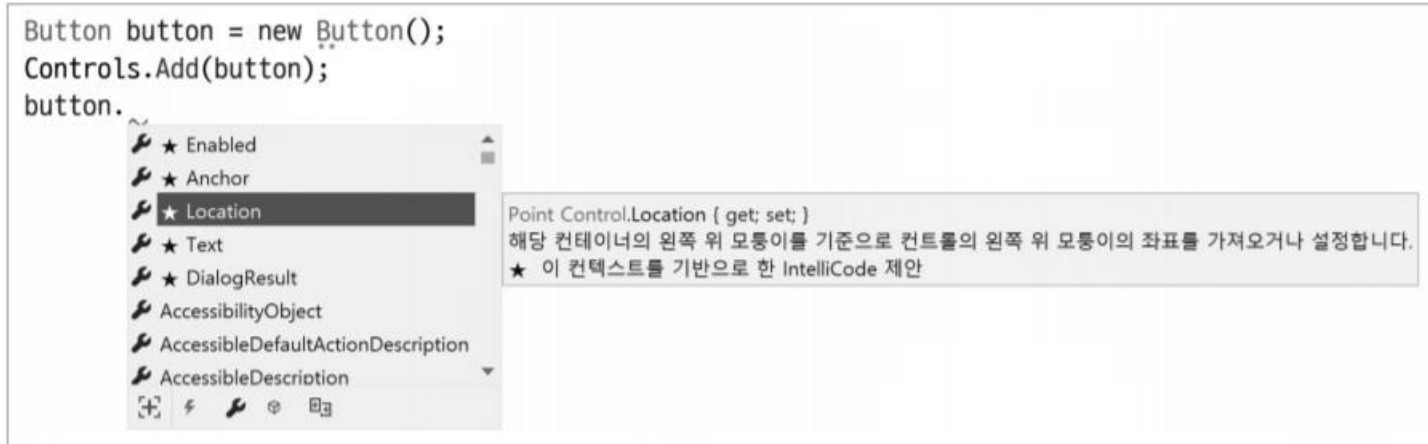 Button button = new Button();
Controls.Add(button);
button.
★ Enabled
★ Anchor
★ Location
★ Text
★ DialogResult
AccessibilityObject
AccessibleDefaultActionDescription
AccessibleDescription
Point Control.Location { get; set; }
해당 컨테이너의 왼쪽 위 모퉁이를 기준으로 컨트롤의 왼쪽 위 모퉁이의 좌표를 가져오거나 설정합니다.
★ 이 컨텍스트를 기반으로 한 IntelliCode 제안